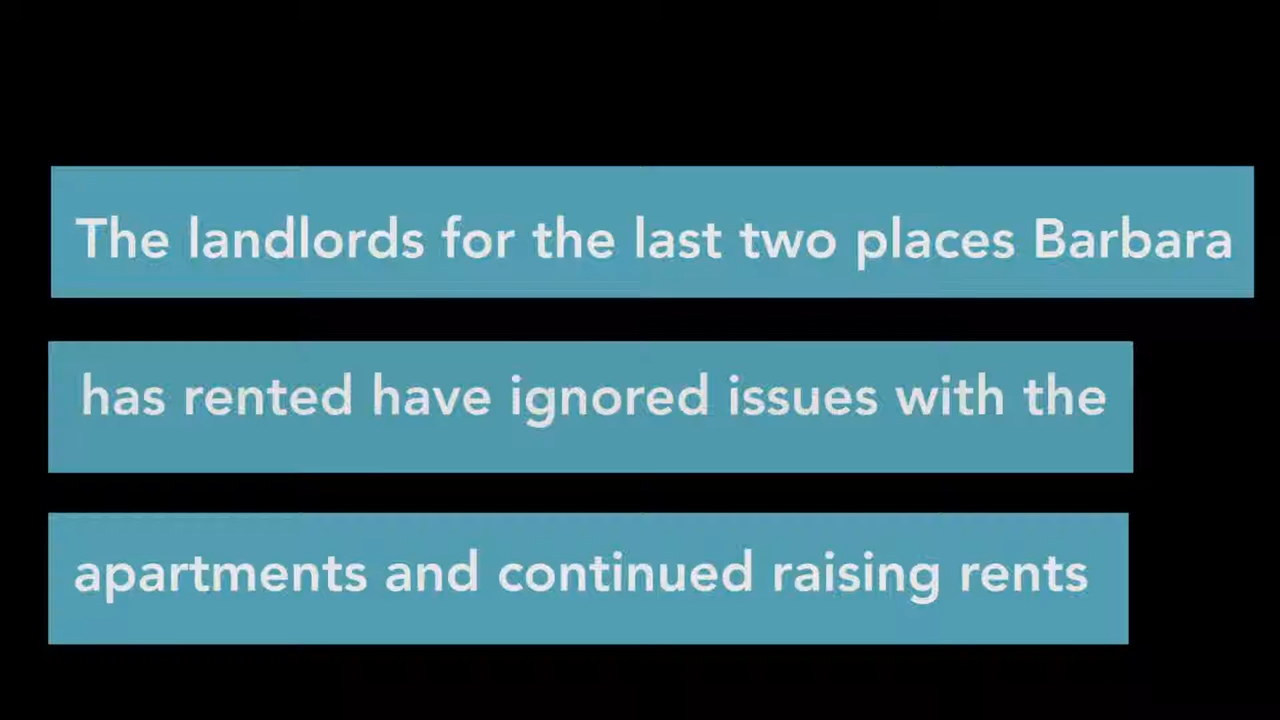 The landlords for the last two places Barbara
has rented have ignored issues with the
apartments and continued raising rents